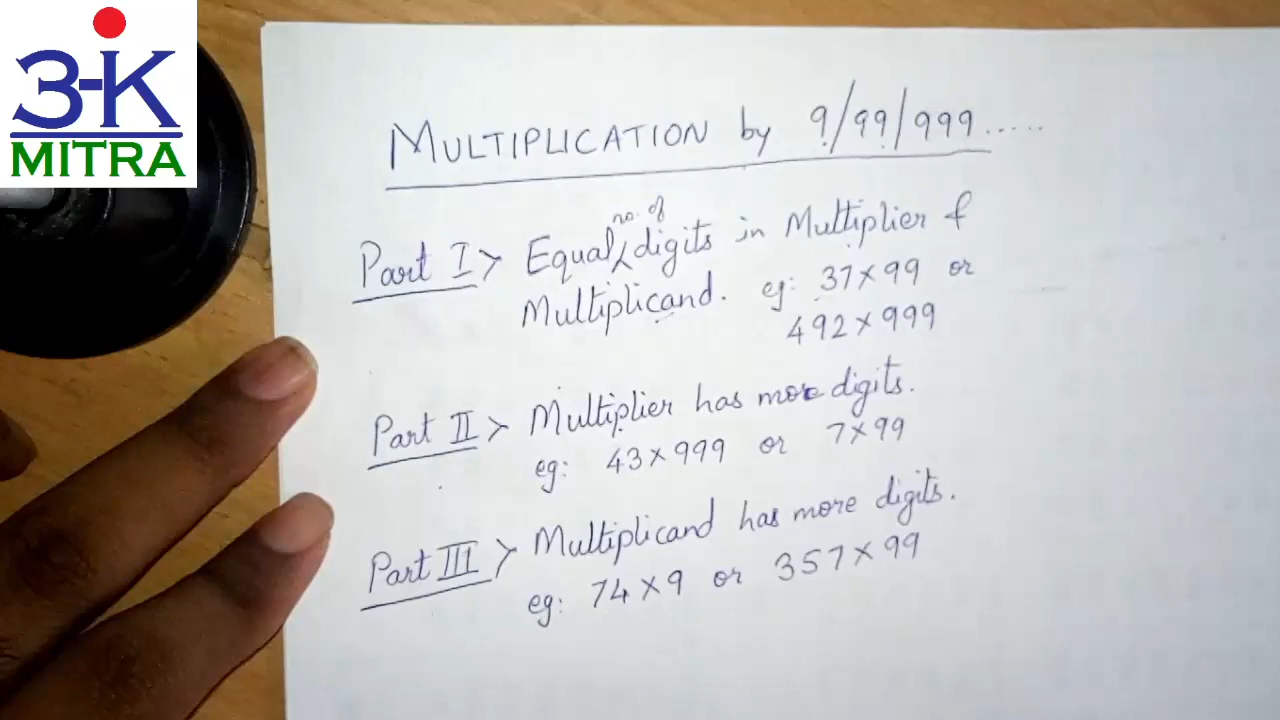 3-K
MITRA
MULTIPLICATION by 9/99/999.....
Part I > Equal no. of digits in Multiplier &
Multiplicand. eg: 37×99 or
492×999
Part II > Multiplier has more digits.
eg: 43×999 or 7×99
Part III > Multiplicand has more digits.
eg: 74×9 or 357×99